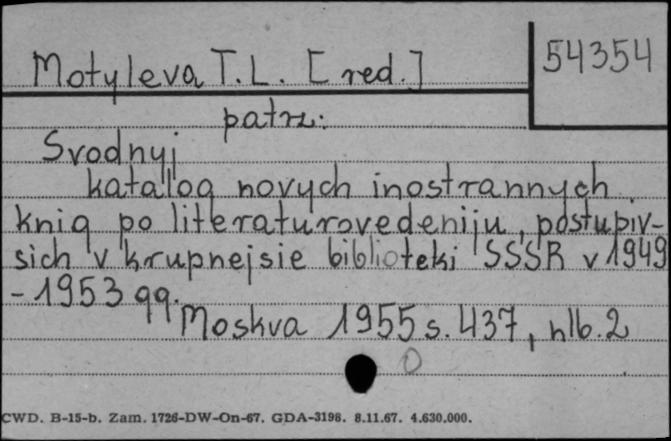 54354
Motyleva T. L. [red.]
patrz:
Svodnyj
katalog novych inostrannych
knig po literaturovedeniju, postupiv-
sich v krupnejsie biblioteki SSSR v 1949
-1953 gg.
Moskva 1955 s. 437, nlb. 2
0
CWD. B-15-b. Zam. 1726-DW-On-67. GDA-3198. 8.11.67. 4.630.000.